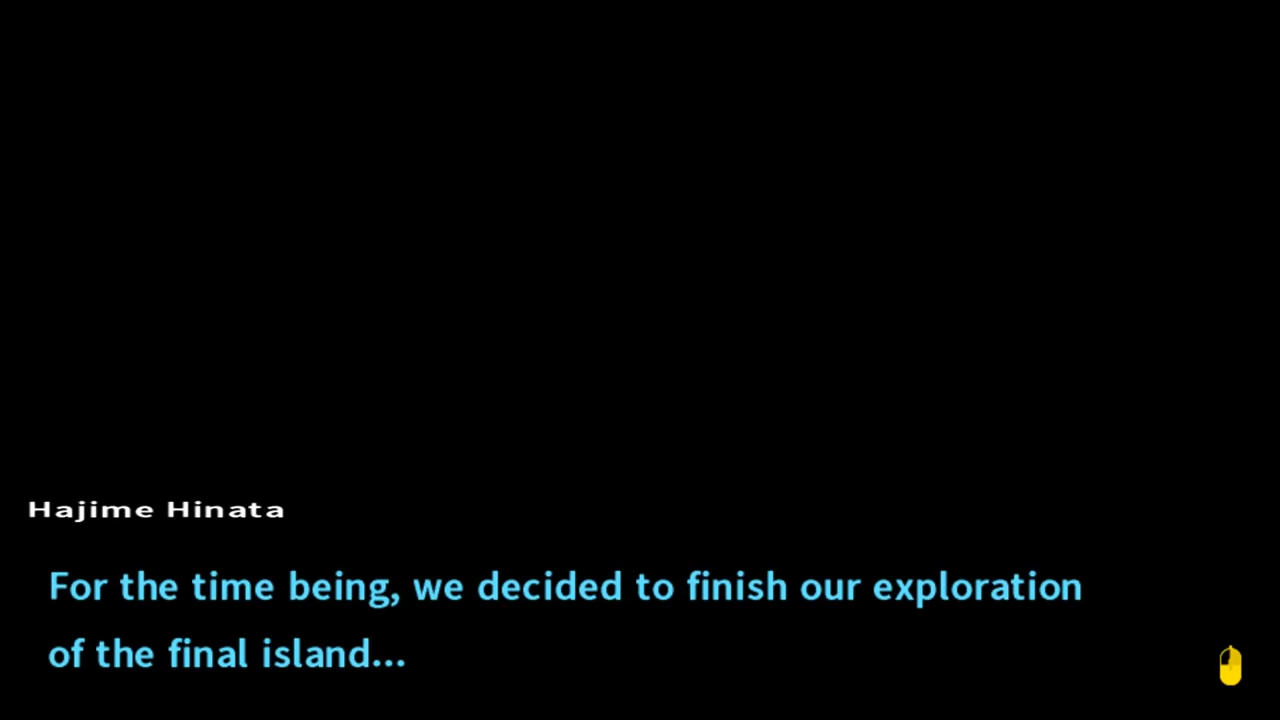 Hajime Hinata
For the time being, we decided to finish our exploration
of the final island...